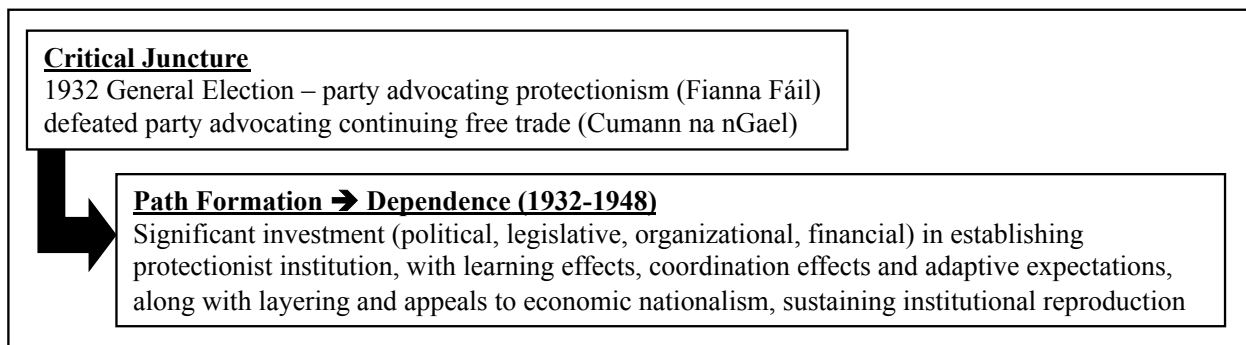 Critical Juncture
1932 General Election – party advocating protectionism (Fianna Fáil)
defeated party advocating continuing free trade (Cumann na nGael)
Path Formation ➔ Dependence (1932-1948)
Significant investment (political, legislative, organizational, financial) in establishing
protectionist institution, with learning effects, coordination effects and adaptive expectations,
along with layering and appeals to economic nationalism, sustaining institutional reproduction